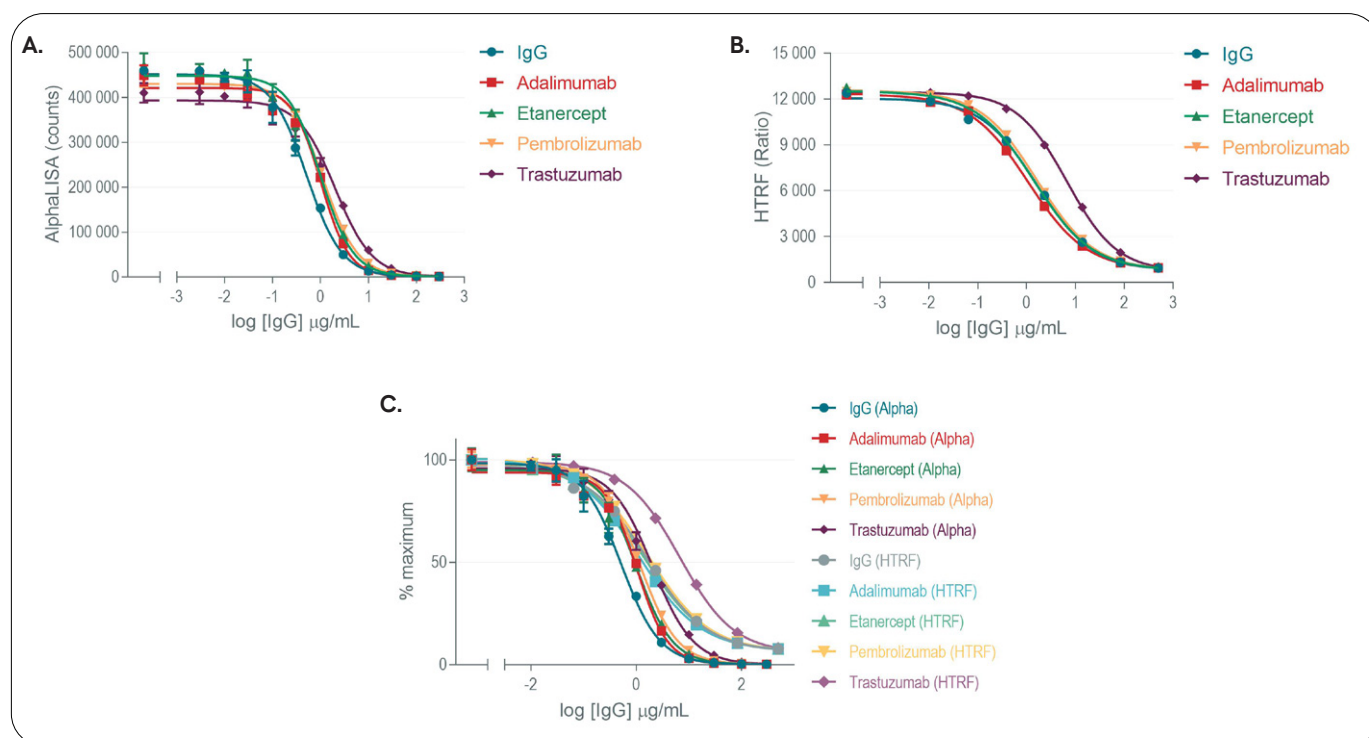 A.
500 000
400 000
300 000
200 000
100 000
0
AlphaLISA (counts)
-3 -2 -1 0 1 2 3
log [IgG] μg/mL
IgG
Adalimumab
Etanercept
Pembrolizumab
Trastuzumab
B.
15 000
12 000
9 000
6 000
3 000
0
HTRF (Ratio)
-3 -2 -1 0 1 2 3
log [IgG] μg/mL
IgG
Adalimumab
Etanercept
Pembrolizumab
Trastuzumab
C.
100
50
0
% maximum
-2 0 2
log [IgG] μg/mL
IgG (Alpha)
Adalimumab (Alpha)
Etanercept (Alpha)
Pembrolizumab (Alpha)
Trastuzumab (Alpha)
IgG (HTRF)
Adalimumab (HTRF)
Etanercept (HTRF)
Pembrolizumab (HTRF)
Trastuzumab (HTRF)